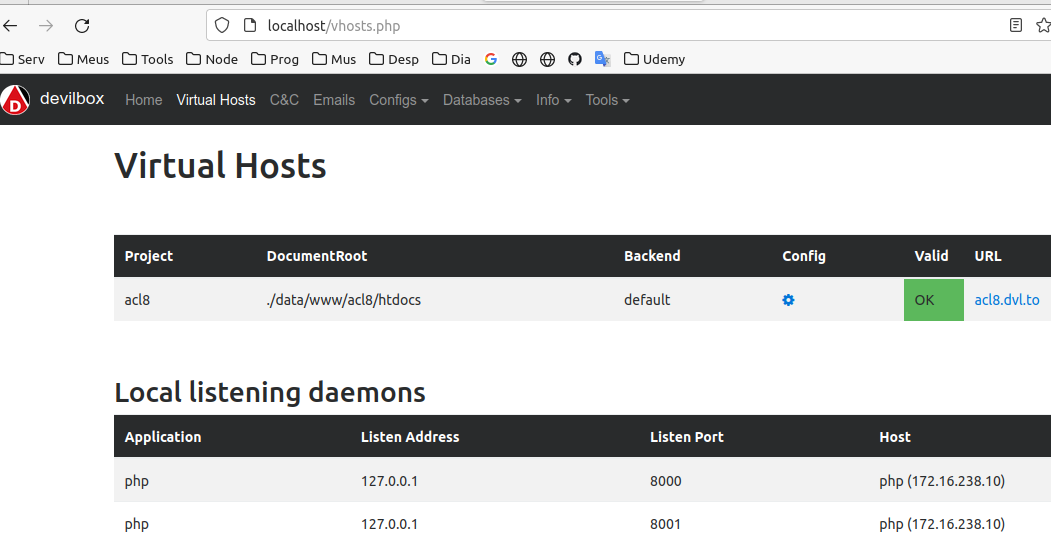 localhost/vhosts.php
Serv Meus Tools Node Prog Mus Desp Dia Udemy
devilbox Home Virtual Hosts C&C Emails Configs Databases Info Tools
Virtual Hosts
Project DocumentRoot Backend Config Valid URL
acl8 ./data/www/acl8/htdocs default OK acl8.dvl.to
Local listening daemons
Application Listen Address Listen Port Host
php 127.0.0.1 8000 php (172.16.238.10)
php 127.0.0.1 8001 php (172.16.238.10)